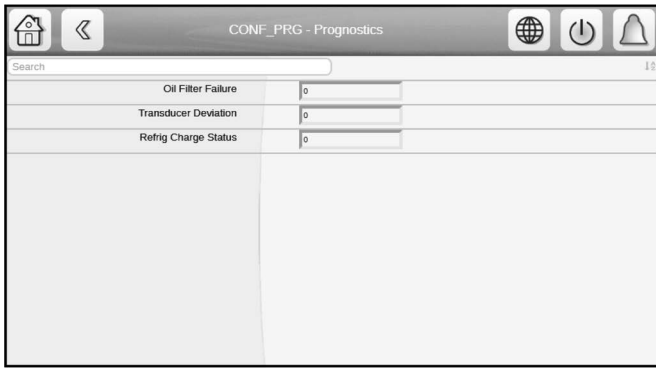 CONF_PRG - Prognostics
Search
Oil Filter Failure 0
Transducer Deviation 0
Refrig Charge Status 0